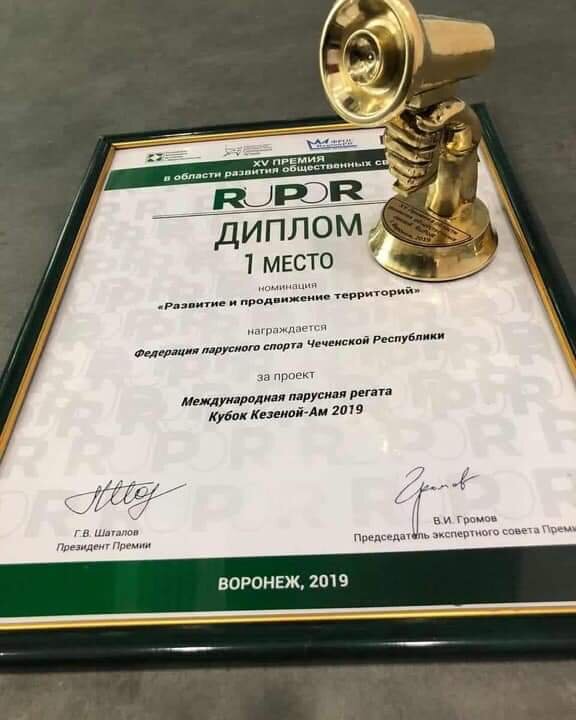 XV ПРЕМИЯ
в области развития общественных св
RUPOR
ДИПЛОМ
1 МЕСТО
номинация
«Развитие и продвижение территорий»
награждается
Федерация парусного спорта Чеченской Республики
за проект
Международная парусная регата
Кубок Кезеной-Ам 2019
Г.В. Шаталов
Президент Премии
В.И. Громов
Председатель экспертного совета Преми
ВОРОНЕЖ, 2019